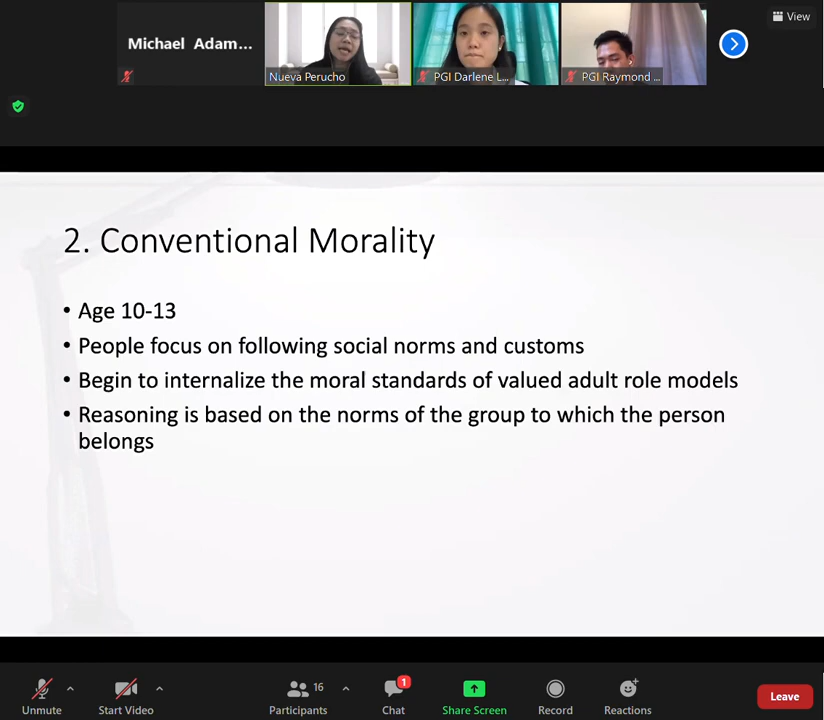 View
Michael Adam...
Nueva Perucho
PGI Darlene L...
PGI Raymond ...
2. Conventional Morality
• Age 10-13
• People focus on following social norms and customs
• Begin to internalize the moral standards of valued adult role models
• Reasoning is based on the norms of the group to which the person
belongs
16
1
Unmute
Start Video
Participants
Chat
Share Screen
Record
Reactions
Leave